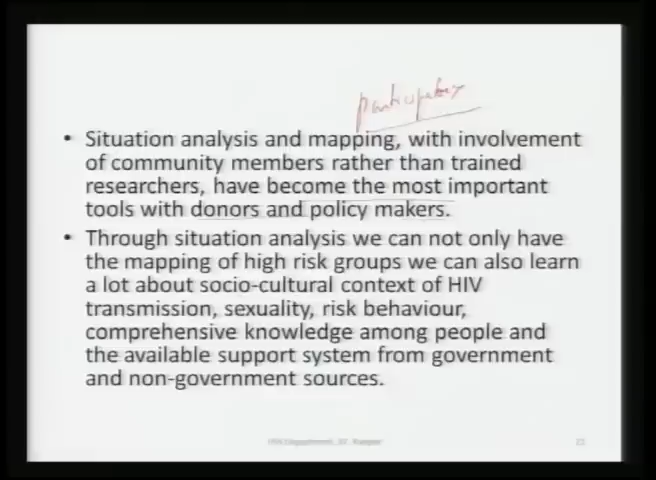 participatory
• Situation analysis and mapping, with involvement
of community members rather than trained
researchers, have become the most important
tools with donors and policy makers.
• Through situation analysis we can not only have
the mapping of high risk groups we can also learn
a lot about socio-cultural context of HIV
transmission, sexuality, risk behaviour,
comprehensive knowledge among people and
the available support system from government
and non-government sources.